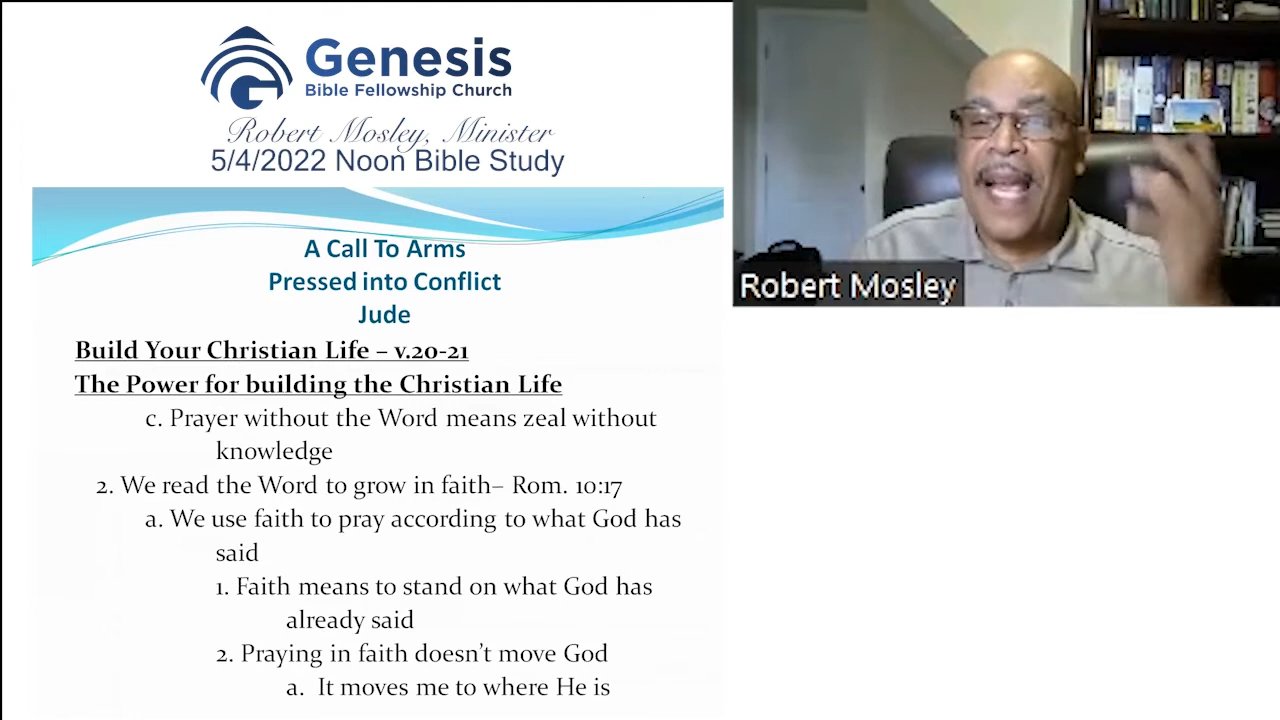 Genesis
Bible Fellowship Church
Robert Mosley, Minister
5/4/2022 Noon Bible Study
A Call To Arms
Pressed into Conflict
Jude
Build Your Christian Life – v.20-21
The Power for building the Christian Life
c. Prayer without the Word means zeal without
knowledge
2. We read the Word to grow in faith– Rom. 10:17
a. We use faith to pray according to what God has
said
1. Faith means to stand on what God has
already said
2. Praying in faith doesn't move God
a. It moves me to where He is
Robert Mosley